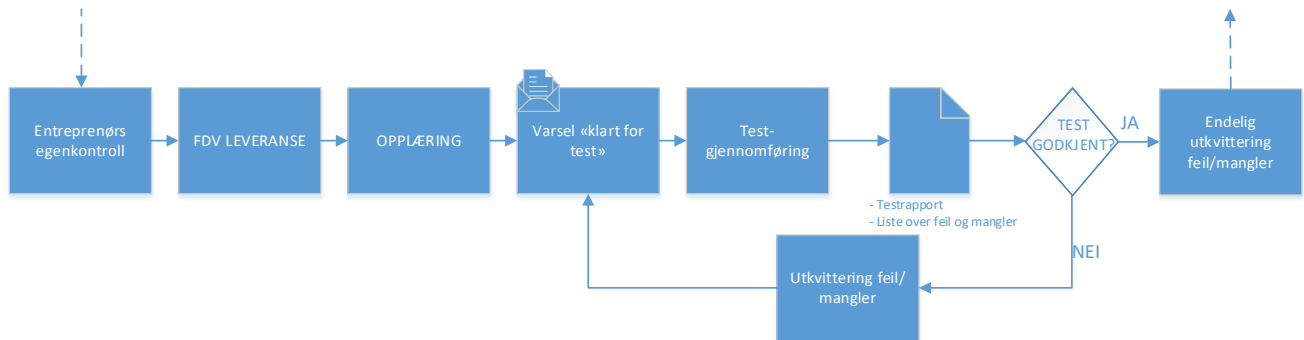 Entreprenørs
egenkontroll
FDV LEVERANSE
OPPLÆRING
Varsel «klart for
test»
Test-
gjennomføring
- Testrapport
- Liste over feil og mangler
TEST
GODKJENT?
JA
Endelig
utkvittering
feil/mangler
NEI
Utkvittering feil/
mangler